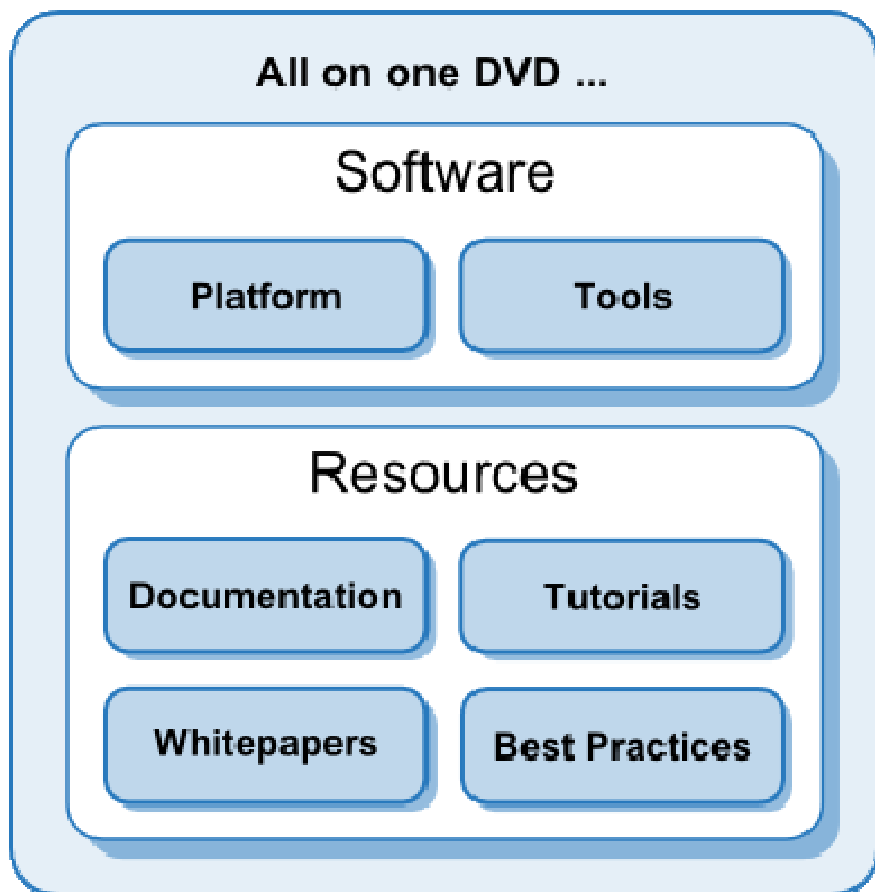 All on one DVD ...
Software
Platform
Tools
Resources
Documentation
Tutorials
Whitepapers
Best Practices